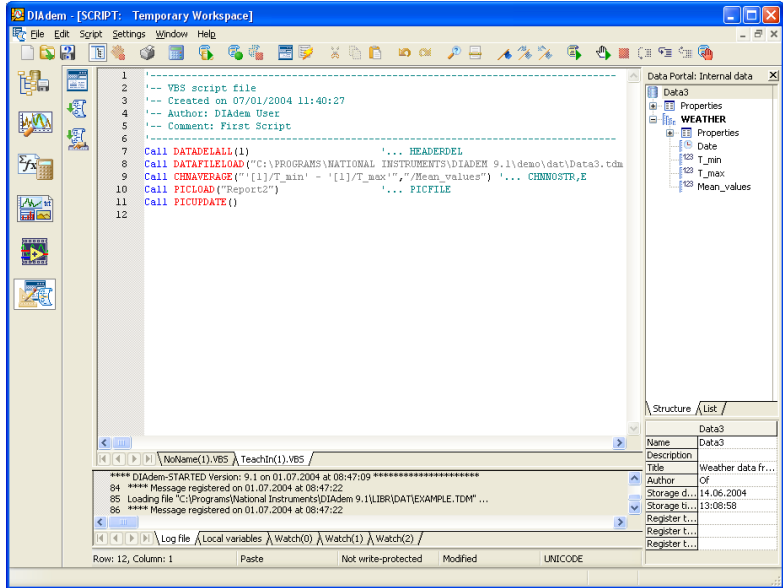 DIAdem - [SCRIPT:   Temporary Workspace]
File Edit Script Settings Window Help
1 '------------------------------------------------------------
2 '-- VBS script file
3 '-- Created on 07/01/2004 11:40:27
4 '-- Author: DIAdem User
5 '-- Comment: First Script
6 '------------------------------------------------------------
7 Call DATADELALL(1)                  '... HEADERDEL
8 Call DATAFILELOAD("C:\PROGRAMS\NATIONAL INSTRUMENTS\DIADEM 9.1\demo\dat\Data3.tdm
9 Call CHNAVERAGE("'[1]/T_min' - '[1]/T_max'","/Mean_values") '... CHNNOSTR,E
10 Call PICLOAD("Report2")             '... PICFILE
11 Call PICUPDATE()
12
NoName(1).VBS TeachIn(1).VBS
**** DIAdem-STARTED Version: 9.1 on 01.07.2004 at 08:47:09 **********************
84 **** Message registered on 01.07.2004 at 08:47:22
85 Loading file "C:\Programs\National Instruments\DIAdem 9.1\LIBR\DAT\EXAMPLE.TDM" ...
86 **** Message registered on 01.07.2004 at 08:47:22
Log file Local variables Watch(0) Watch(1) Watch(2)
Row: 12, Column: 1 Paste Not write-protected Modified UNICODE
Data Portal: Internal data
Data3
Properties
WEATHER
Properties
Date
T_min
T_max
Mean_values
Structure List
Data3
Name Data3
Description
Title Weather data fr...
Author Of
Storage d... 14.06.2004
Storage ti... 13:08:58
Register t...
Register t...
Register t...